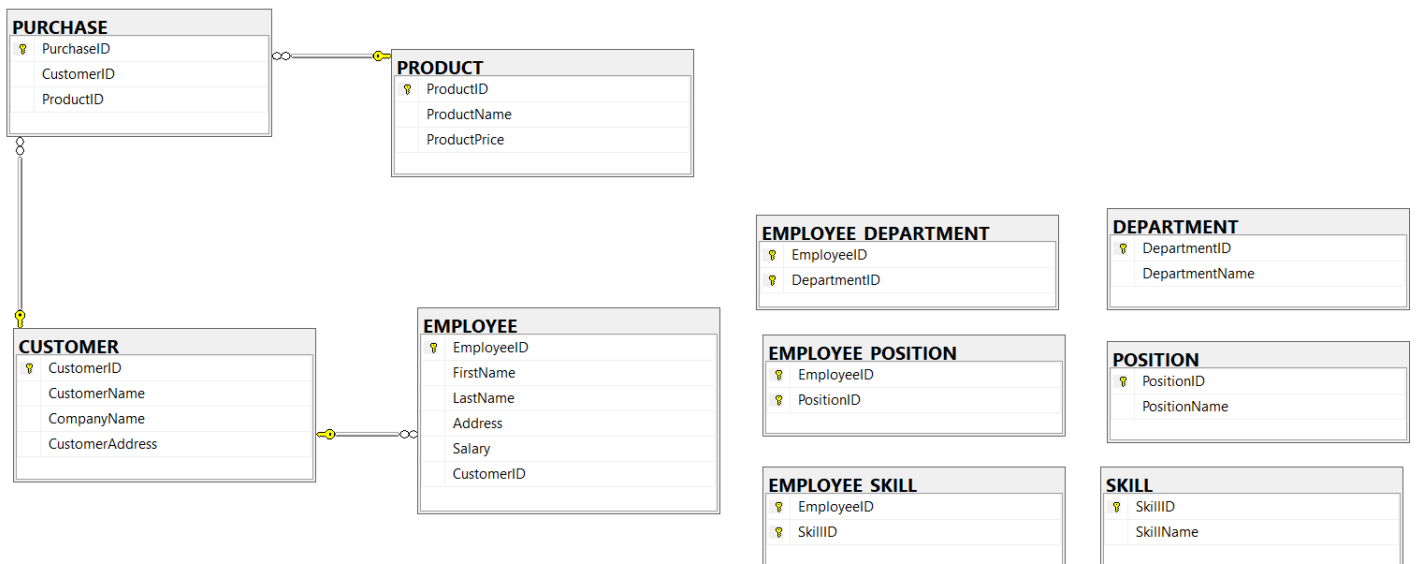 PURCHASE
PurchaseID
CustomerID
ProductID
PRODUCT
ProductID
ProductName
ProductPrice
CUSTOMER
CustomerID
CustomerName
CompanyName
CustomerAddress
EMPLOYEE
EmployeeID
FirstName
LastName
Address
Salary
CustomerID
EMPLOYEE_DEPARTMENT
EmployeeID
DepartmentID
DEPARTMENT
DepartmentID
DepartmentName
EMPLOYEE_POSITION
EmployeeID
PositionID
POSITION
PositionID
PositionName
EMPLOYEE_SKILL
EmployeeID
SkillID
SKILL
SkillID
SkillName